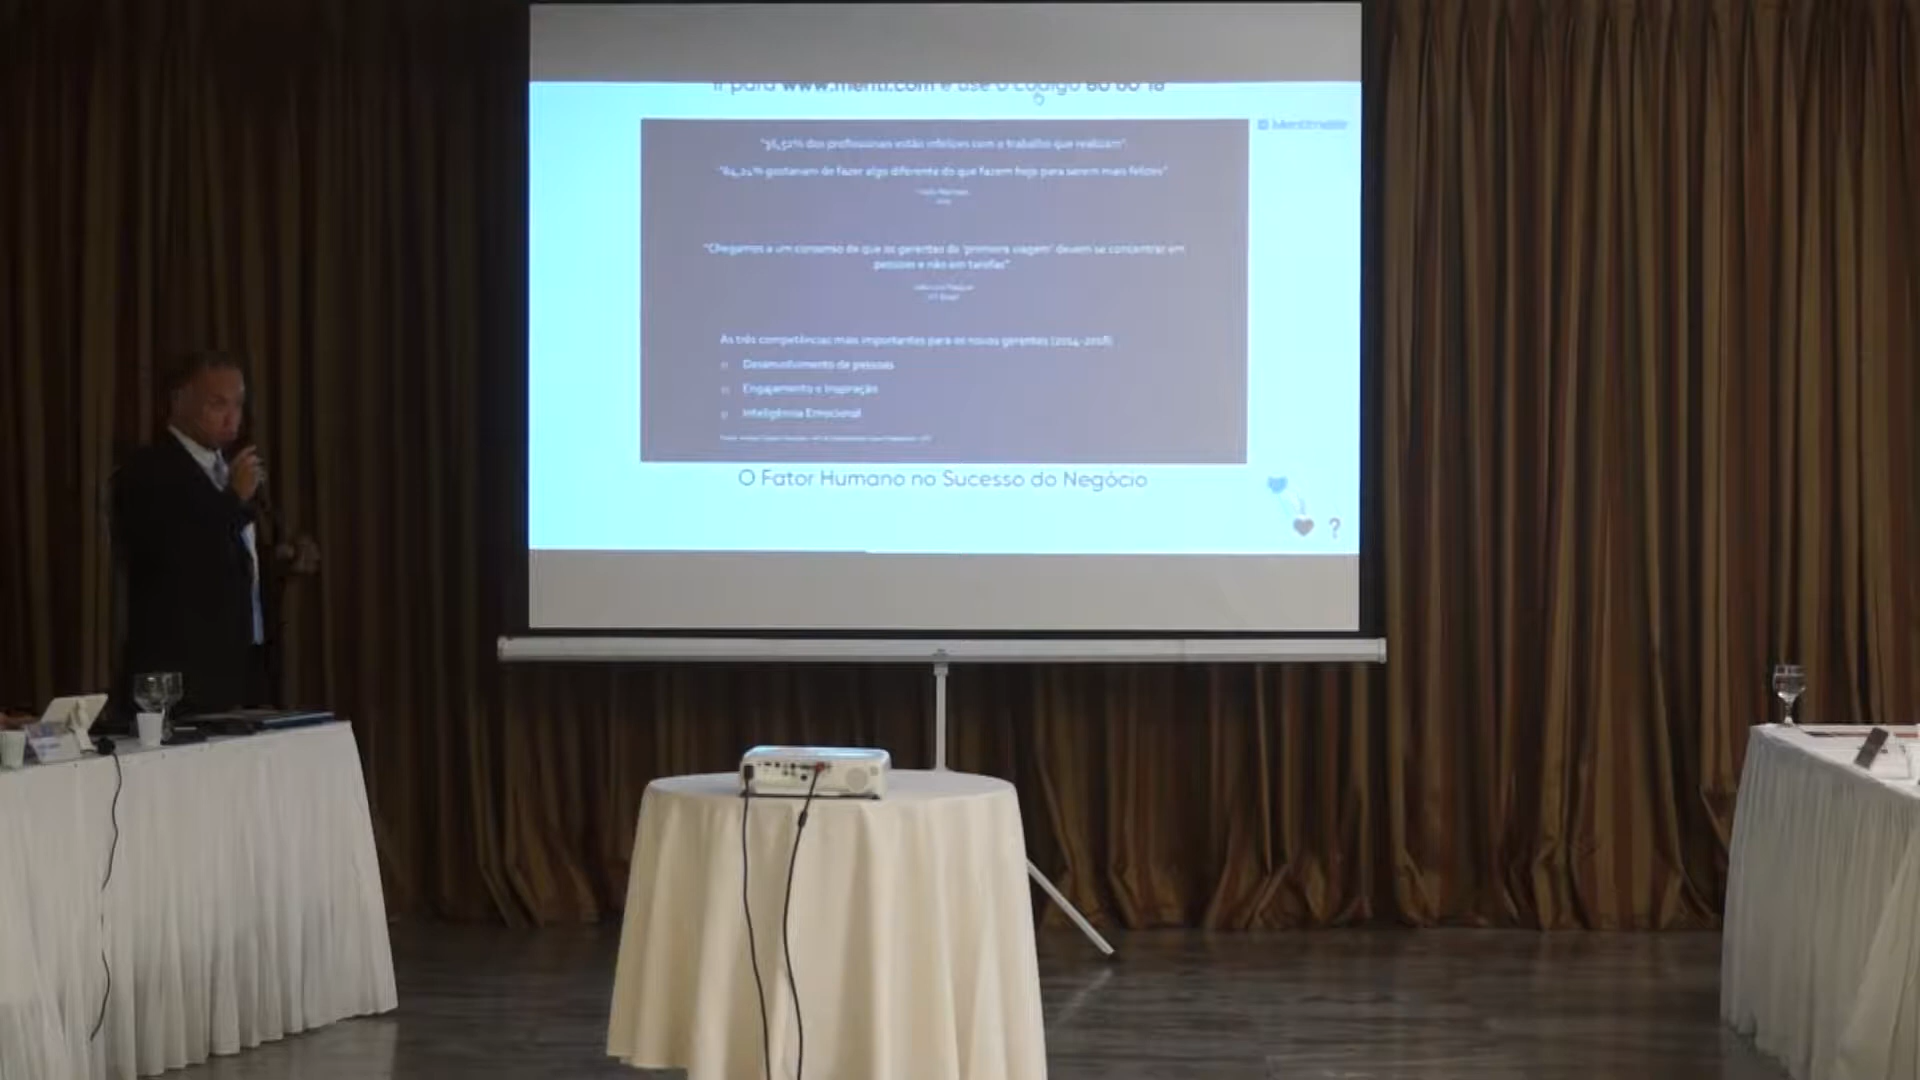 Ir para www.menti.com e use o código 80 60 18
Mentimeter
"36,52% dos profissionais estão infelizes com o trabalho que realizam".
"64,24% gostariam de fazer algo diferente do que fazem hoje para serem mais felizes"
"Chegamos a um consenso de que os gerentes de 'primeira viagem' devem se concentrar em
pessoas e não em tarefas"
As três competências mais importantes para os novos gerentes (2014-2018)
Desenvolvimento de pessoas
Engajamento e Inspiração
Inteligência Emocional
O Fator Humano no Sucesso do Negócio
?